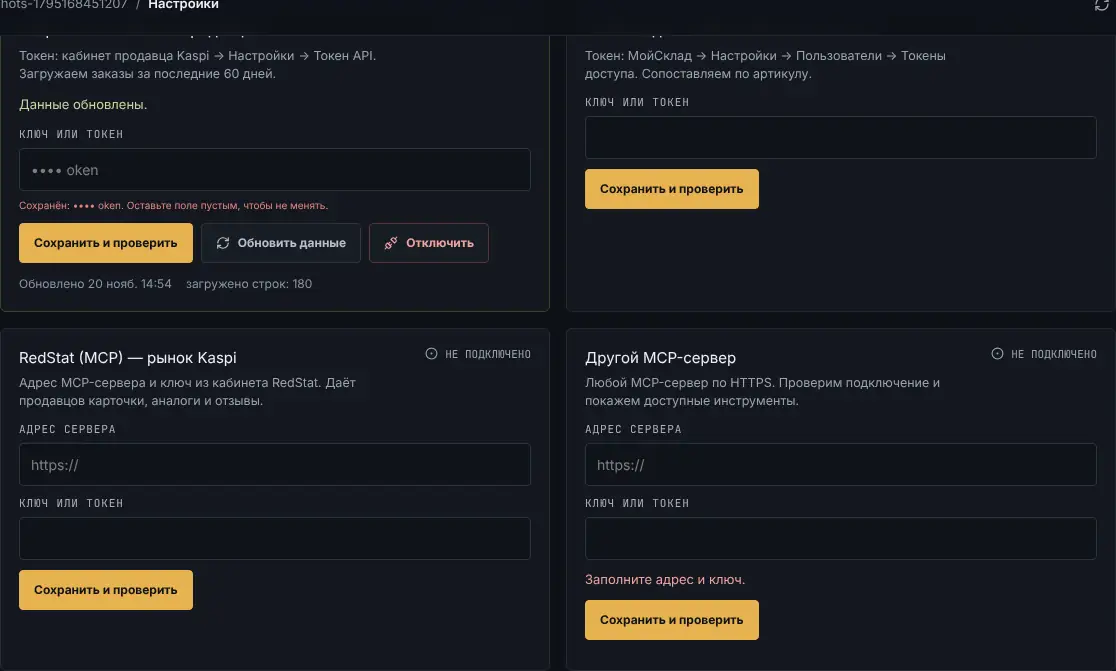 hots-1795168451207 / Настройки
Токен: кабинет продавца Kaspi → Настройки → Токен API.
Загружаем заказы за последние 60 дней.
Данные обновлены.
КЛЮЧ ИЛИ ТОКЕН
•••• oken
Сохранён: •••• oken. Оставьте поле пустым, чтобы не менять.
Сохранить и проверить
Обновить данные
Отключить
Обновлено 20 нояб. 14:54 загружено строк: 180
Токен: МойСклад → Настройки → Пользователи → Токены
доступа. Сопоставляем по артикулу.
КЛЮЧ ИЛИ ТОКЕН
Сохранить и проверить
RedStat (MCP) — рынок Kaspi
НЕ ПОДКЛЮЧЕНО
Адрес MCP-сервера и ключ из кабинета RedStat. Даёт
продавцов карточки, аналоги и отзывы.
АДРЕС СЕРВЕРА
https://
КЛЮЧ ИЛИ ТОКЕН
Сохранить и проверить
Другой MCP-сервер
НЕ ПОДКЛЮЧЕНО
Любой MCP-сервер по HTTPS. Проверим подключение и
покажем доступные инструменты.
АДРЕС СЕРВЕРА
https://
КЛЮЧ ИЛИ ТОКЕН
Заполните адрес и ключ.
Сохранить и проверить